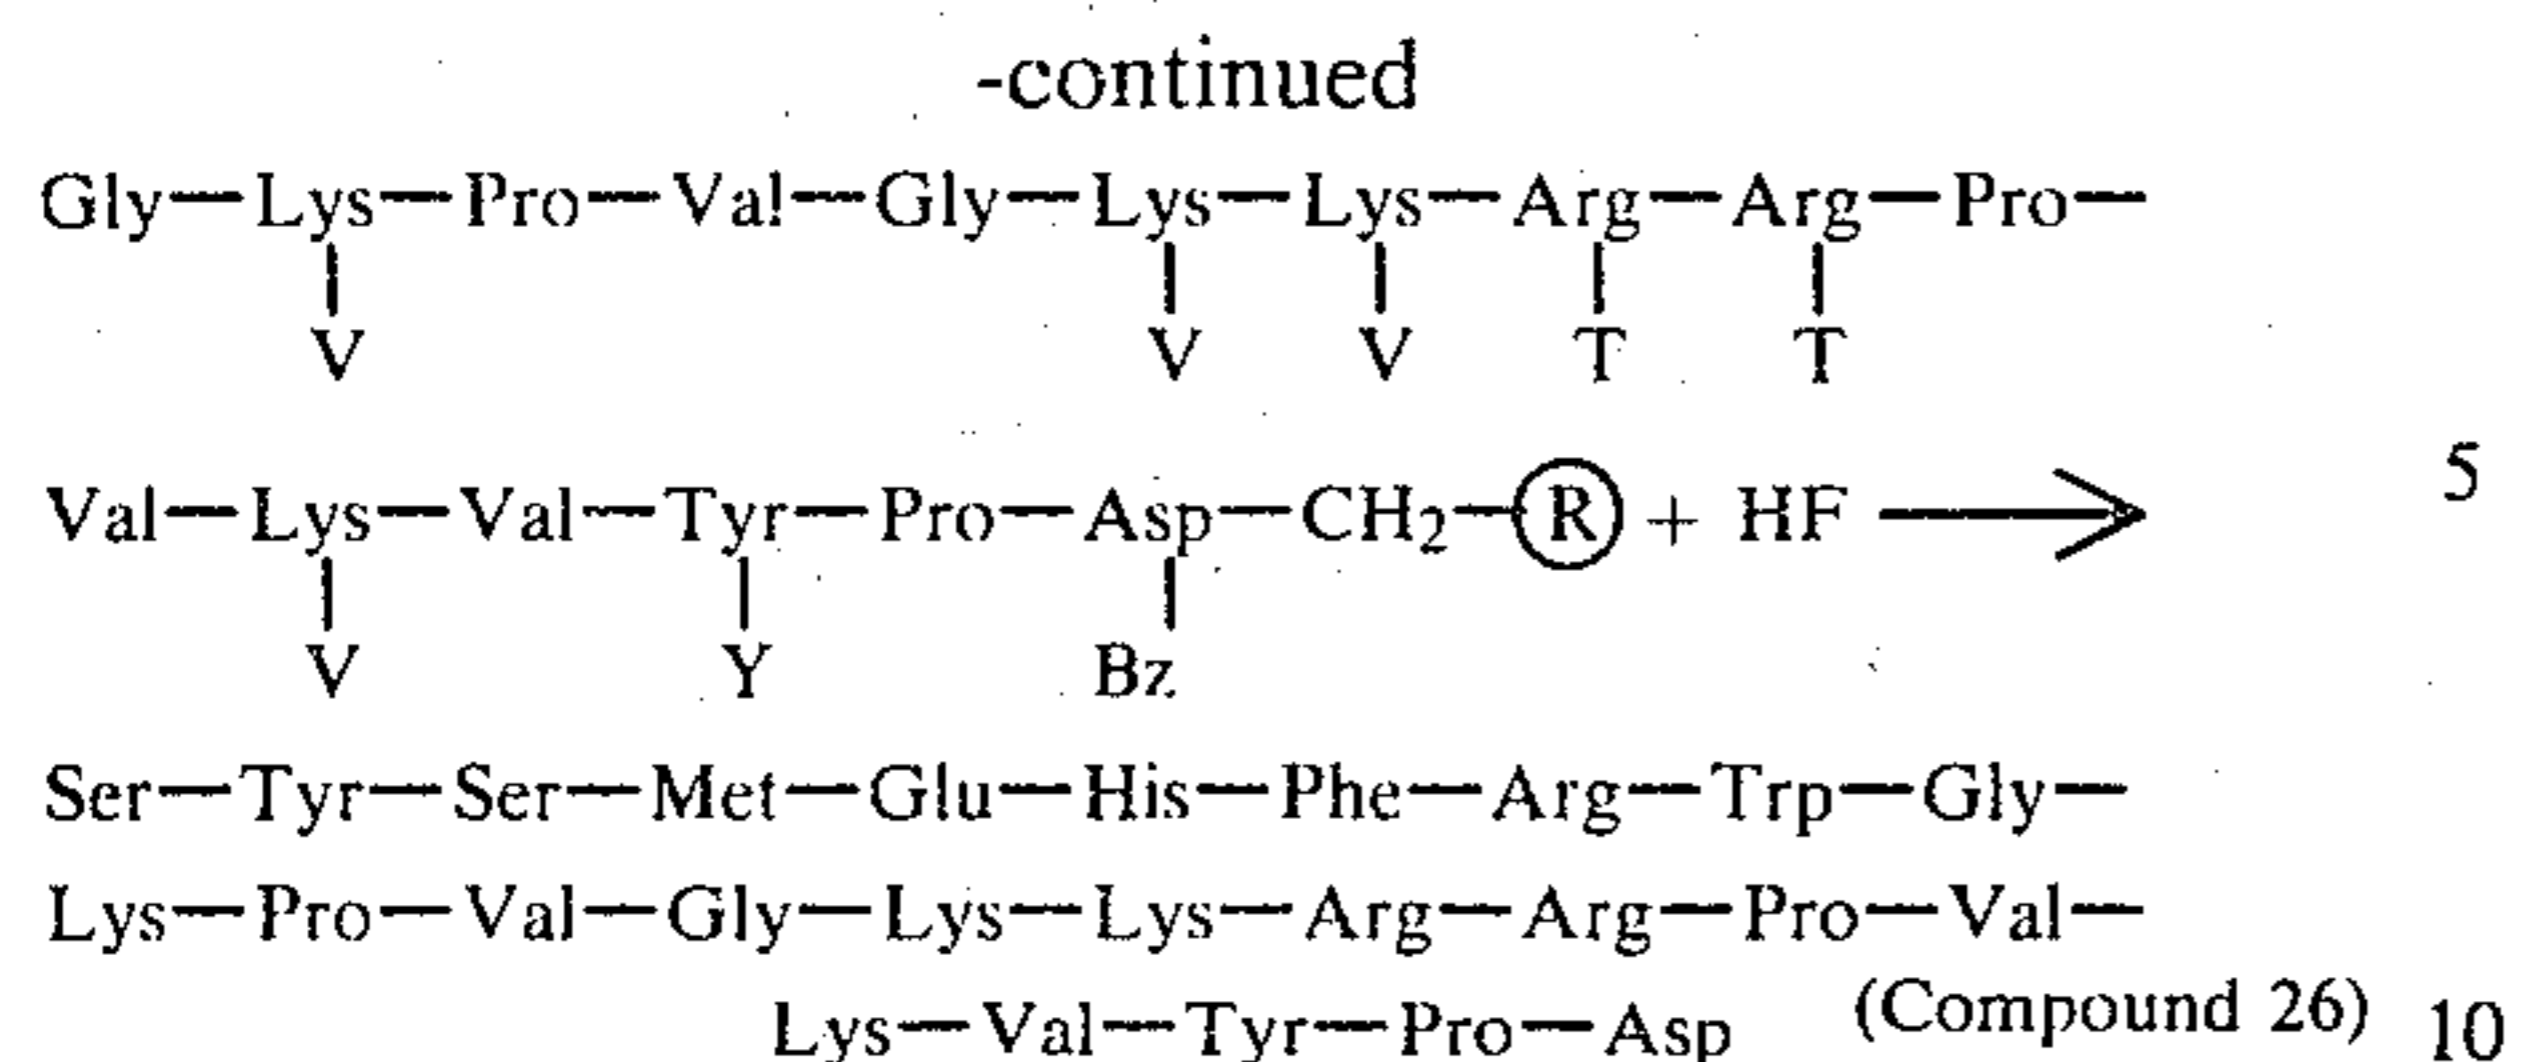 -continued
Gly—Lys—Pro—Val—Gly—Lys—Lys—Arg—Arg—Pro—
V V V T T
Val—Lys—Val—Tyr—Pro—Asp—CH₂—Ⓡ + HF ⟶ 5
V Y Bz
Ser—Tyr—Ser—Met—Glu—His—Phe—Arg—Trp—Gly—
Lys—Pro—Val—Gly—Lys—Lys—Arg—Arg—Pro—Val—
Lys—Val—Tyr—Pro—Asp (Compound 26) 10